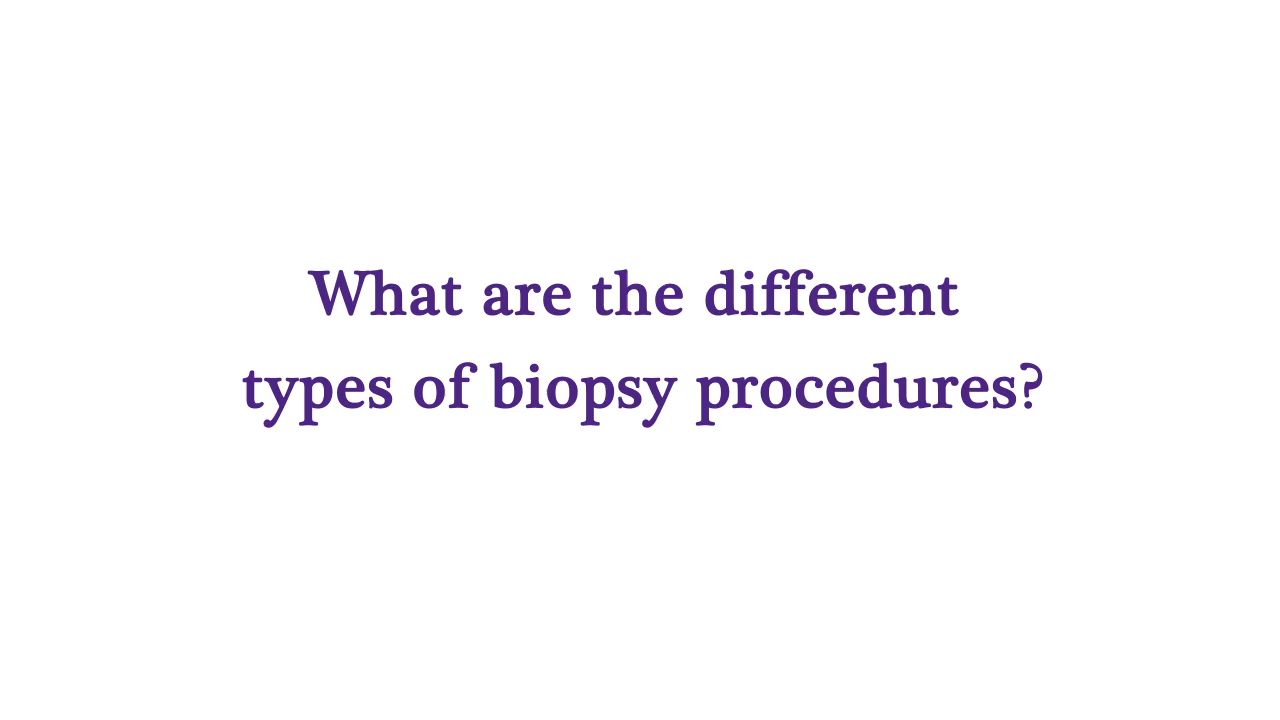 What are the different
types of biopsy procedures?